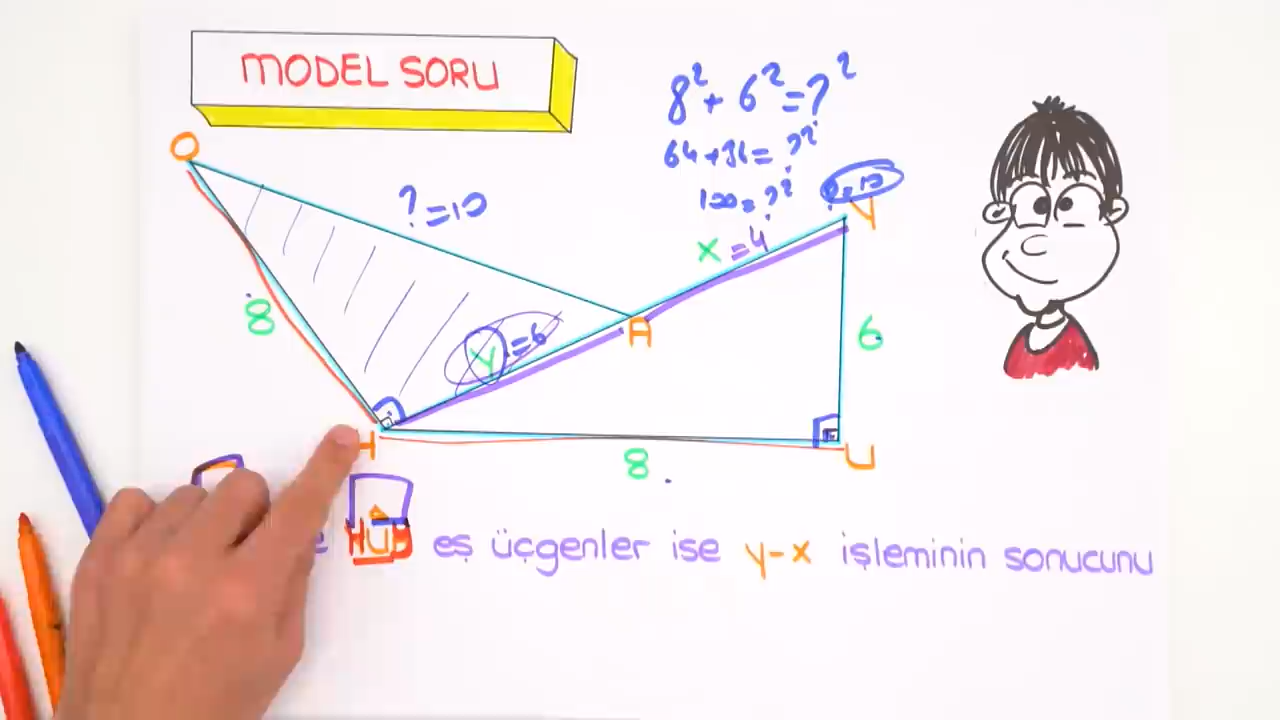 MODEL SORU
8² + 6² = ?²
64 + 36 = ?²
100 = ?²
? = 10
O
? = 10
Y
x = 4
8
y = 6
A
6
H
8
U
HUY eş üçgenler ise y-x işleminin sonucunu